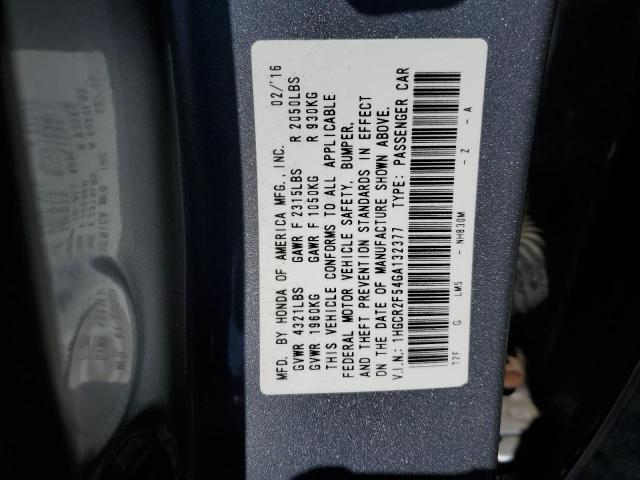 MFD. BY HONDA OF AMERICA MFG., INC. 02/'16
GVWR 4321LBS GAWR F 2315LBS R 2050LBS
GVWR 1960KG GAWR F 1050KG R 930KG
THIS VEHICLE CONFORMS TO ALL APPLICABLE
FEDERAL MOTOR VEHICLE SAFETY, BUMPER,
AND THEFT PREVENTION STANDARDS IN EFFECT
ON THE DATE OF MANUFACTURE SHOWN ABOVE.
V.I.N.: 1HGCR2F54GA132377 TYPE: PASSENGER CAR
T2F G LM5 - NH830M - Z - A